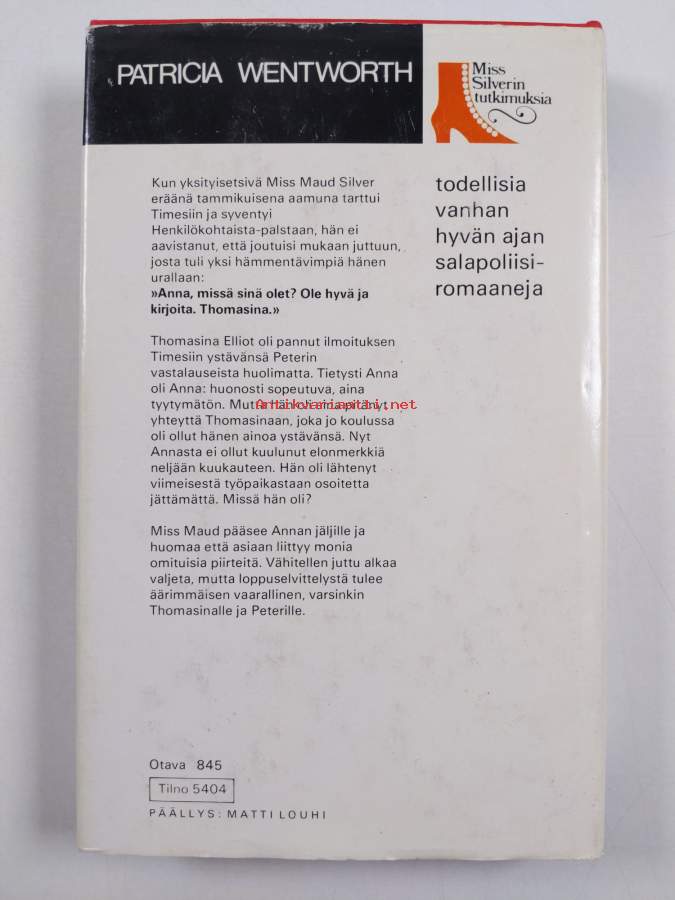 PATRICIA WENTWORTH
Miss
Silverin
tutkimuksia
todellisia
vanhan
hyvän ajan
salapoliisi-
romaaneja
Kun yksityisetsivä Miss Maud Silver
eräänä tammikuisena aamuna tarttui
Timesiin ja syventyi
Henkilökohtaista-palstaan, hän ei
aavistanut, että joutuisi mukaan juttuun,
josta tuli yksi hämmentävimpiä hänen
urallaan:
»Anna, missä sinä olet? Ole hyvä ja
kirjoita. Thomasina.»
Thomasina Elliot oli pannut ilmoituksen
Timesiin ystävänsä Peterin
vastalauseista huolimatta. Tietysti Anna
oli Anna: huonosti sopeutuva, aina
tyytymätön. Mutta
Antikvariaatti.net
yhteyttä Thomasinaan, joka jo koulussa
oli ollut hänen ainoa ystävänsä. Nyt
Annasta ei ollut kuulunut elonmerkkiä
neljään kuukauteen. Hän oli lähtenyt
viimeisestä työpaikastaan osoitetta
jättämättä. Missä hän oli?
Miss Maud pääsee Annan jäljille ja
huomaa että asiaan liittyy monia
omituisia piirteitä. Vähitellen juttu alkaa
valjeta, mutta loppuselvittelystä tulee
äärimmäisen vaarallinen, varsinkin
Thomasinalle ja Peterille.
Otava 845
Tilno 5404
PÄÄLLYS: MATTI LOUHI